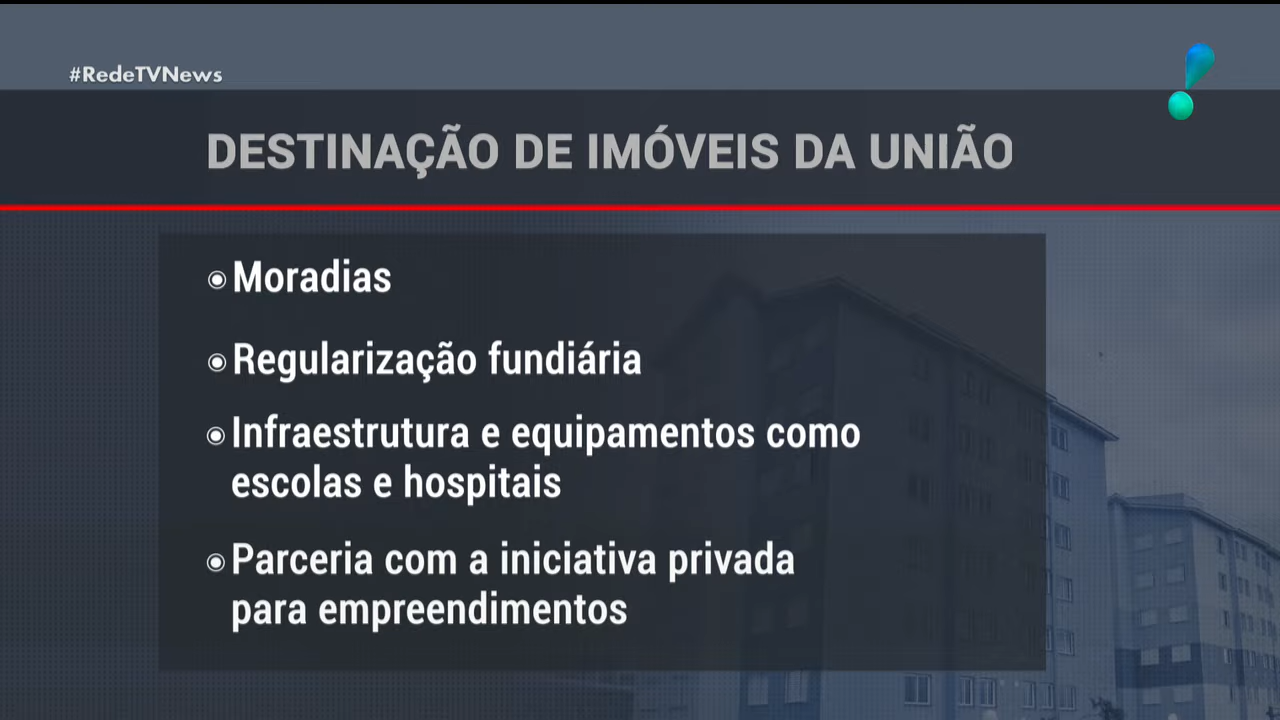 #RedeTVNews
DESTINAÇÃO DE IMÓVEIS DA UNIÃO
Moradias
Regularização fundiária
Infraestrutura e equipamentos como
escolas e hospitais
Parceria com a iniciativa privada
para empreendimentos